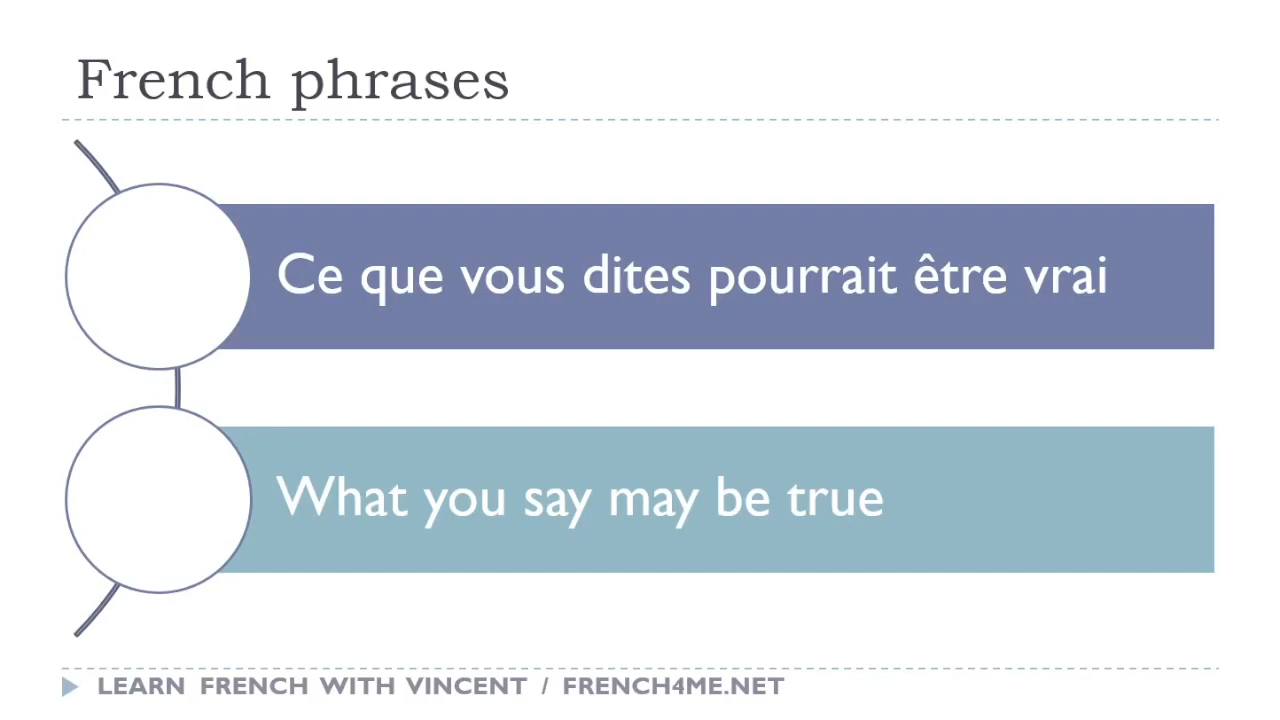 French phrases
Ce que vous dites pourrait être vrai
What you say may be true
LEARN FRENCH WITH VINCENT / FRENCH4ME.NET